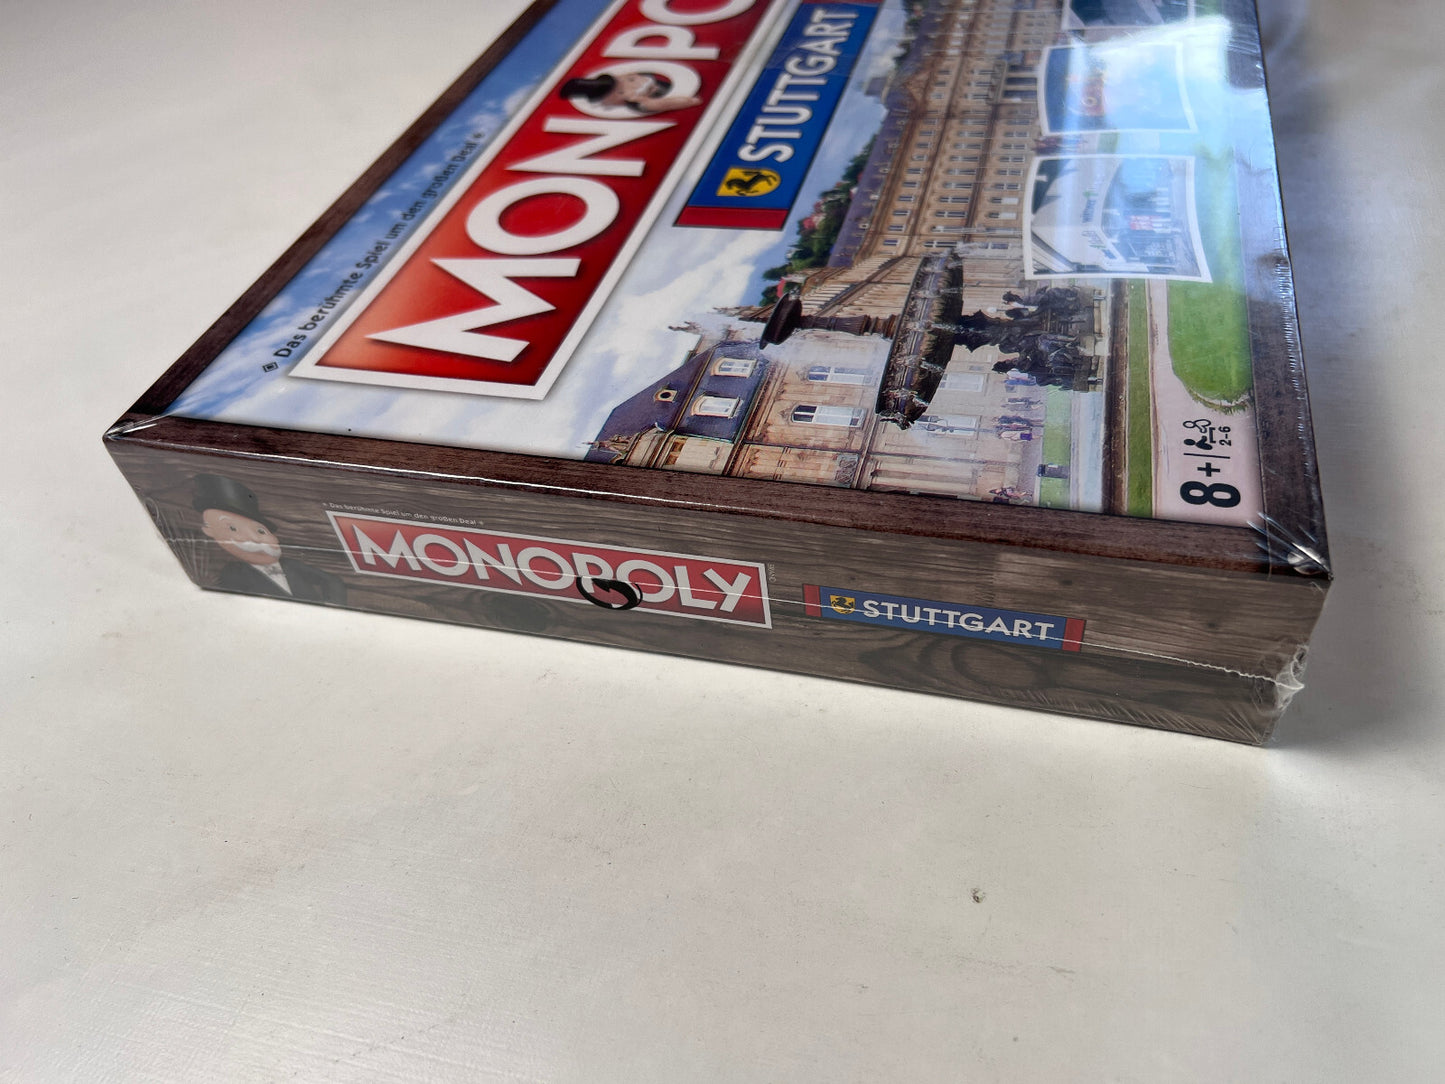 Das berühmte Spiel um den großen Deal
MONOPO
STUTTGART
8+
2-6
Das berühmte Spiel um den großen Deal
MONOPOLY
STUTTGART